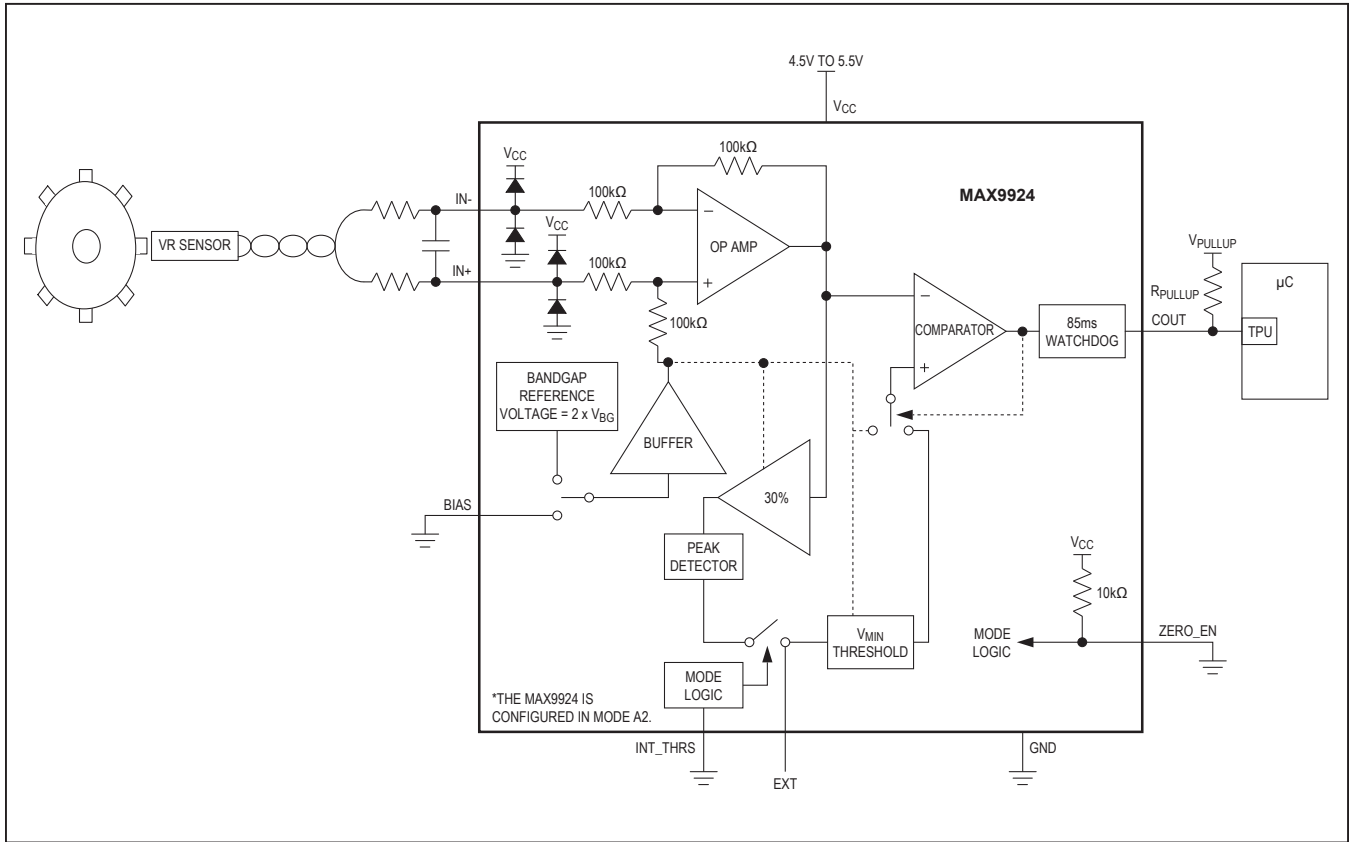 4.5V TO 5.5V
VCC
100kΩ
VCC
MAX9924
100kΩ
IN-
VPULLUP
VR SENSOR
VCC
OP AMP
µC
RPULLUP
IN+
100kΩ
COMPARATOR
85ms
WATCHDOG
COUT
TPU
100kΩ
BANDGAP
REFERENCE
VOLTAGE = 2 x VBG
BUFFER
30%
BIAS
PEAK
DETECTOR
VCC
10kΩ
VMIN
THRESHOLD
MODE
LOGIC
ZERO_EN
MODE
LOGIC
*THE MAX9924 IS
CONFIGURED IN MODE A2.
INT_THRS
EXT
GND